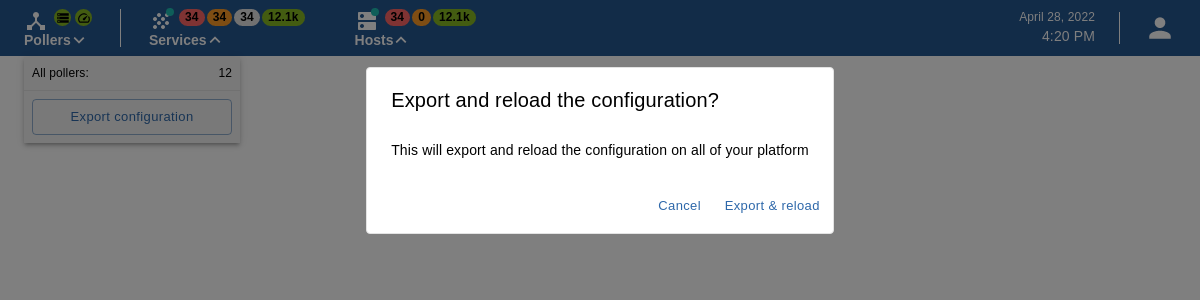 34 34 34 12.1k
34 0 12.1k
April 28, 2022
Pollers Services Hosts
4:20 PM
All pollers: 12
Export configuration
Export and reload the configuration?
This will export and reload the configuration on all of your platform
Cancel Export & reload